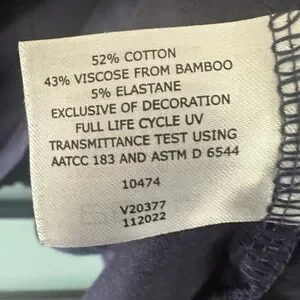 52% COTTON
43% VISCOSE FROM BAMBOO
5% ELASTANE
EXCLUSIVE OF DECORATION
FULL LIFE CYCLE UV
TRANSMITTANCE TEST USING
AATCC 183 AND ASTM D 6544
10474
V20377
112022